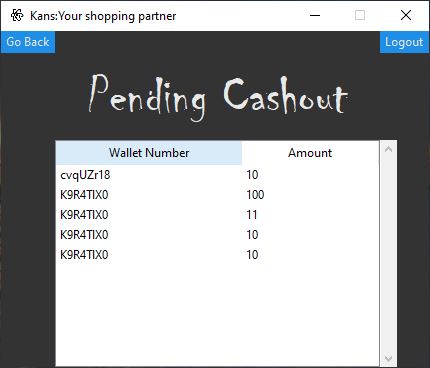 Kans:Your shopping partner
Go Back
Logout
Pending Cashout
Wallet Number Amount
cvqUZr18 10
K9R4TIX0 100
K9R4TIX0 11
K9R4TIX0 10
K9R4TIX0 10